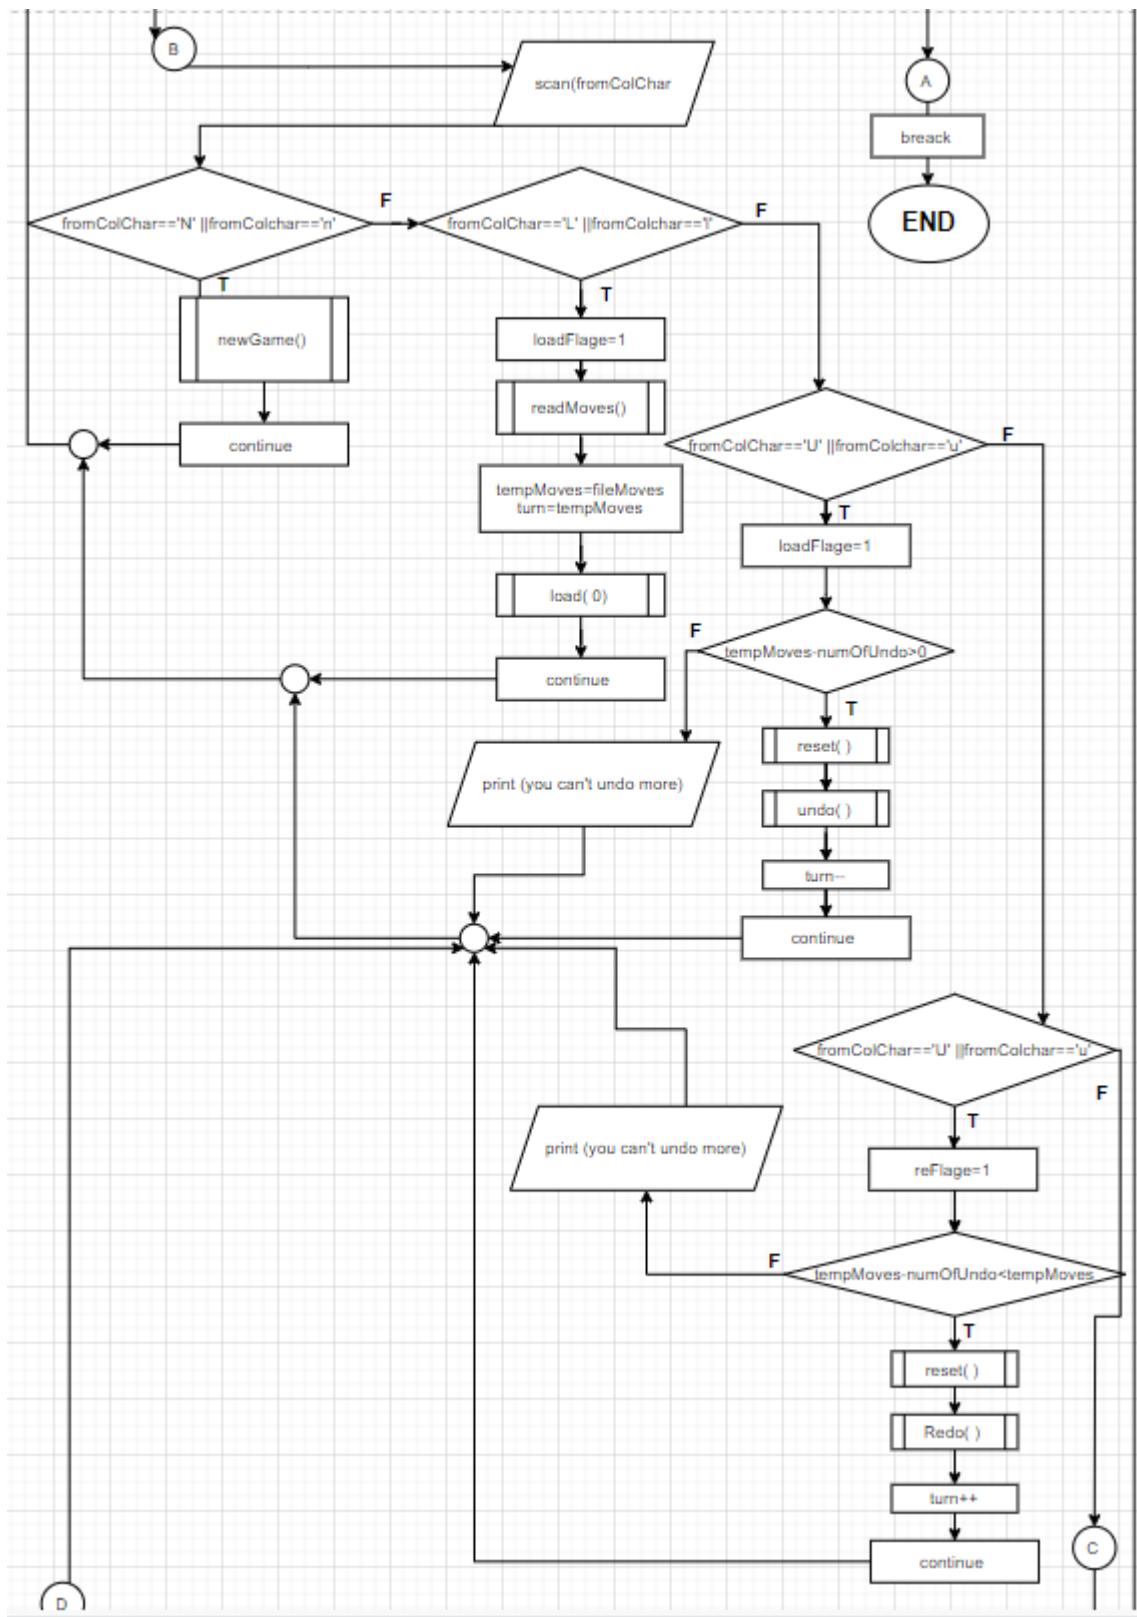 B
scan(fromColChar
A
breack
END
fromColChar=='N' ||fromColchar=='n'
F
fromColChar=='L' ||fromColchar=='l'
F
T
newGame()
continue
T
loadFlage=1
readMoves()
tempMoves=fileMoves
turn=tempMoves
load( 0)
continue
fromColChar=='U' ||fromColchar=='u'
F
T
loadFlage=1
F
tempMoves-numOfUndo>0
T
print (you can't undo more)
reset( )
undo( )
turn--
continue
fromColChar=='U' ||fromColchar=='u'
F
T
print (you can't undo more)
reFlage=1
F
tempMoves-numOfUndo<tempMoves
T
reset( )
Redo( )
turn++
continue
C
D